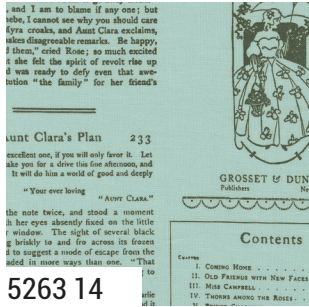 , and I am to blame if any one; but
ebe, I cannot see why you should care
Myra croaks, and Aunt Clara exclaims,
akes disagreeable remarks. Be happy,
d them," cried Rose; so much excited
t she felt the spirit of revolt rise up
d was ready to defy even that awe-
tution "the family" for her friend's
Aunt Clara's Plan 233
excellent one, if you will only favor it. Let
ake you for a drive this fine afternoon, and
It will do him a world of good and deeply
"Your ever loving
"AUNT CLARA."
the note twice, and stood a moment
h her eyes absently fixed on the little
window. The sight of several black
g briskly to and fro across its frozen
d to suggest a mode of escape from the
aded in more ways than one. "That
to
arlie
d it
GROSSET & DUN
Publishers Ne
Contents
CHAPTER
I. COMING HOME
II. OLD FRIENDS WITH NEW FACES
III. MISS CAMPBELL
IV. THORNS AMONG THE ROSES
5263 14